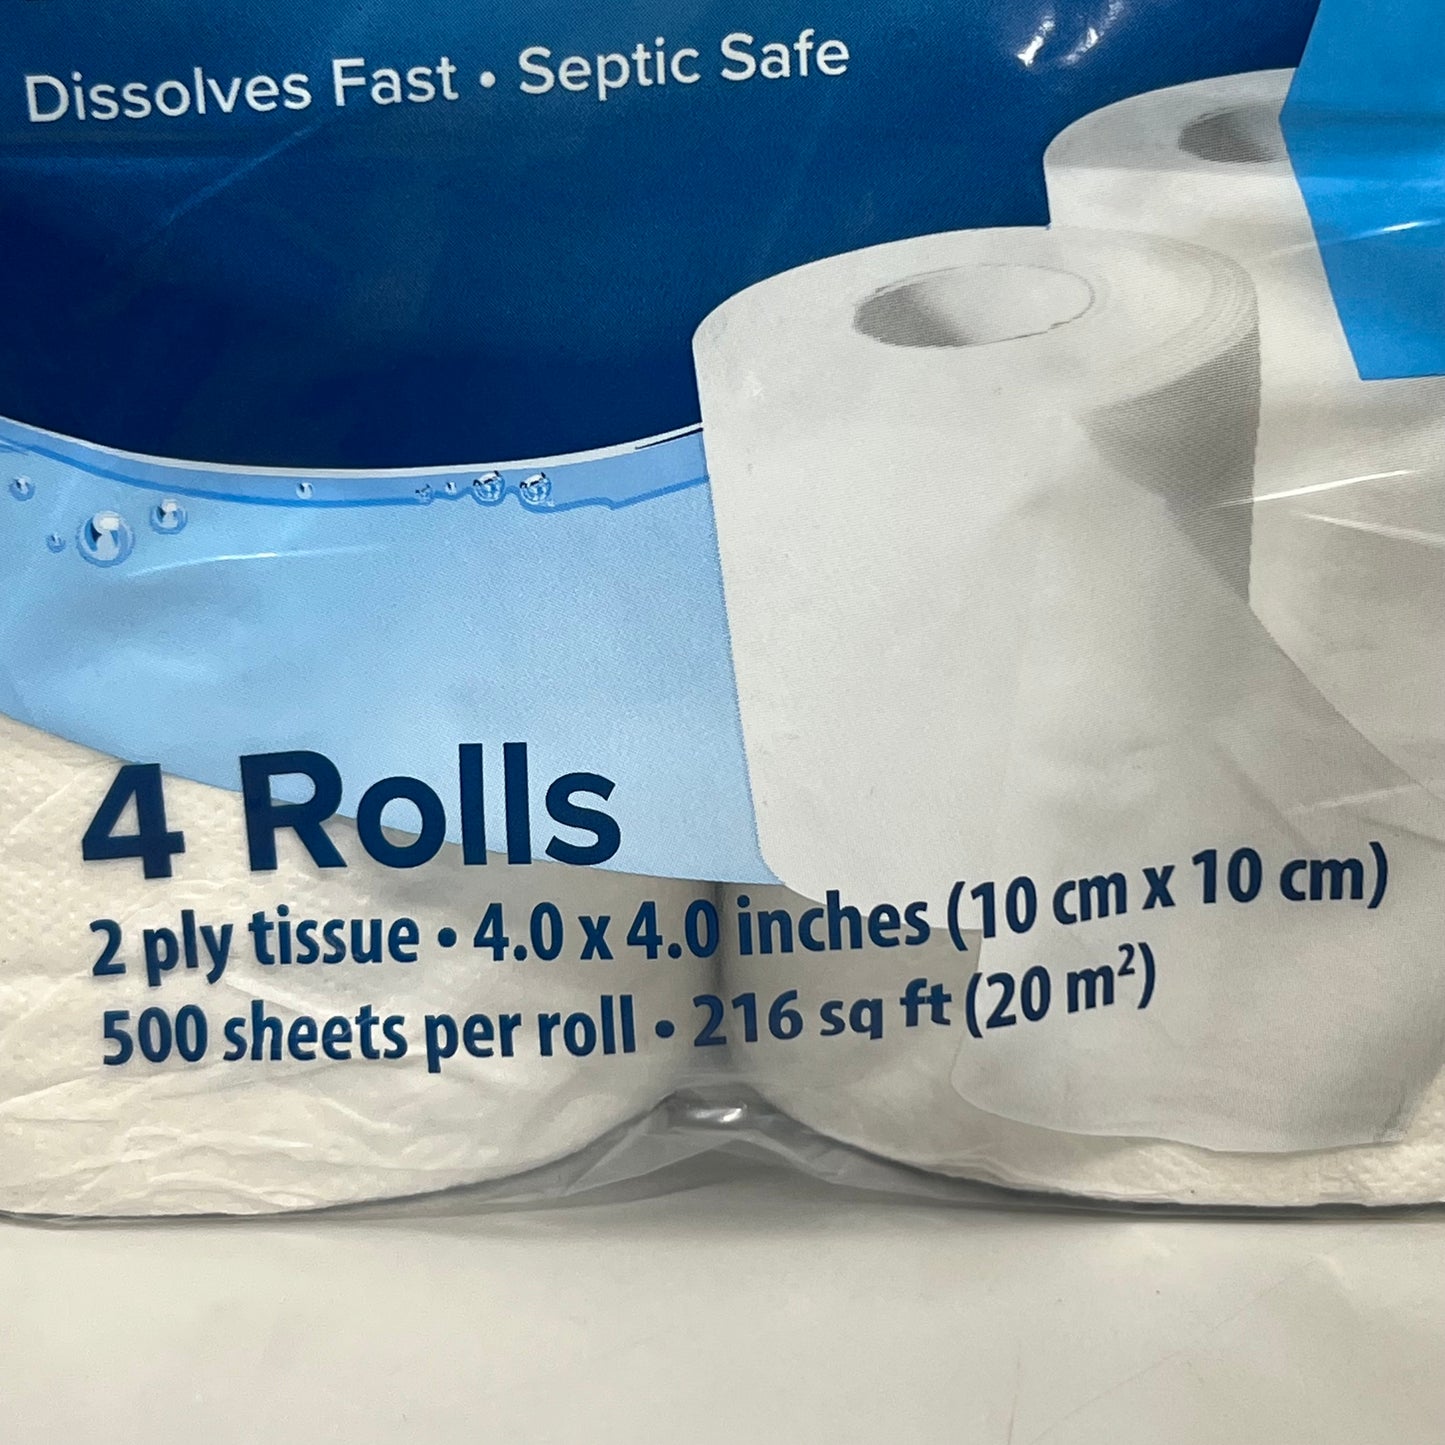 Dissolves Fast • Septic Safe
4 Rolls
2 ply tissue • 4.0 x 4.0 inches (10 cm x 10 cm)
500 sheets per roll • 216 sq ft (20 m²)